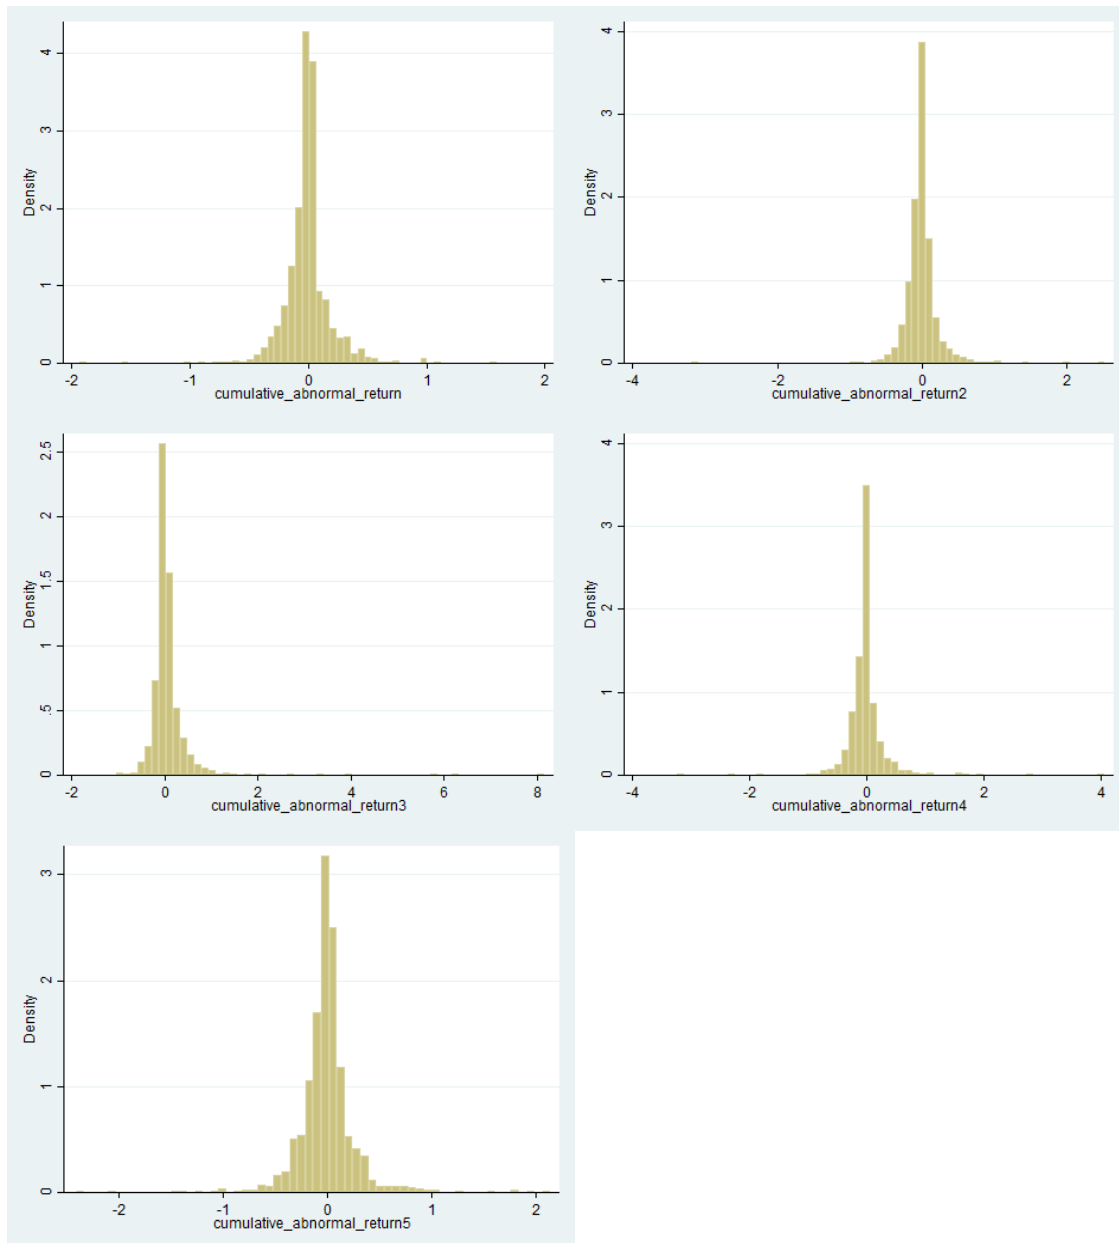 Density
4
3
2
1
0
-2 -1 0 1 2
cumulative_abnormal_return
Density
4
3
2
1
0
-4 -2 0 2
cumulative_abnormal_return2
Density
2.5
2
1.5
1
.5
0
-2 0 2 4 6 8
cumulative_abnormal_return3
Density
4
3
2
1
0
-4 -2 0 2 4
cumulative_abnormal_return4
Density
3
2
1
0
-2 -1 0 1 2
cumulative_abnormal_return5